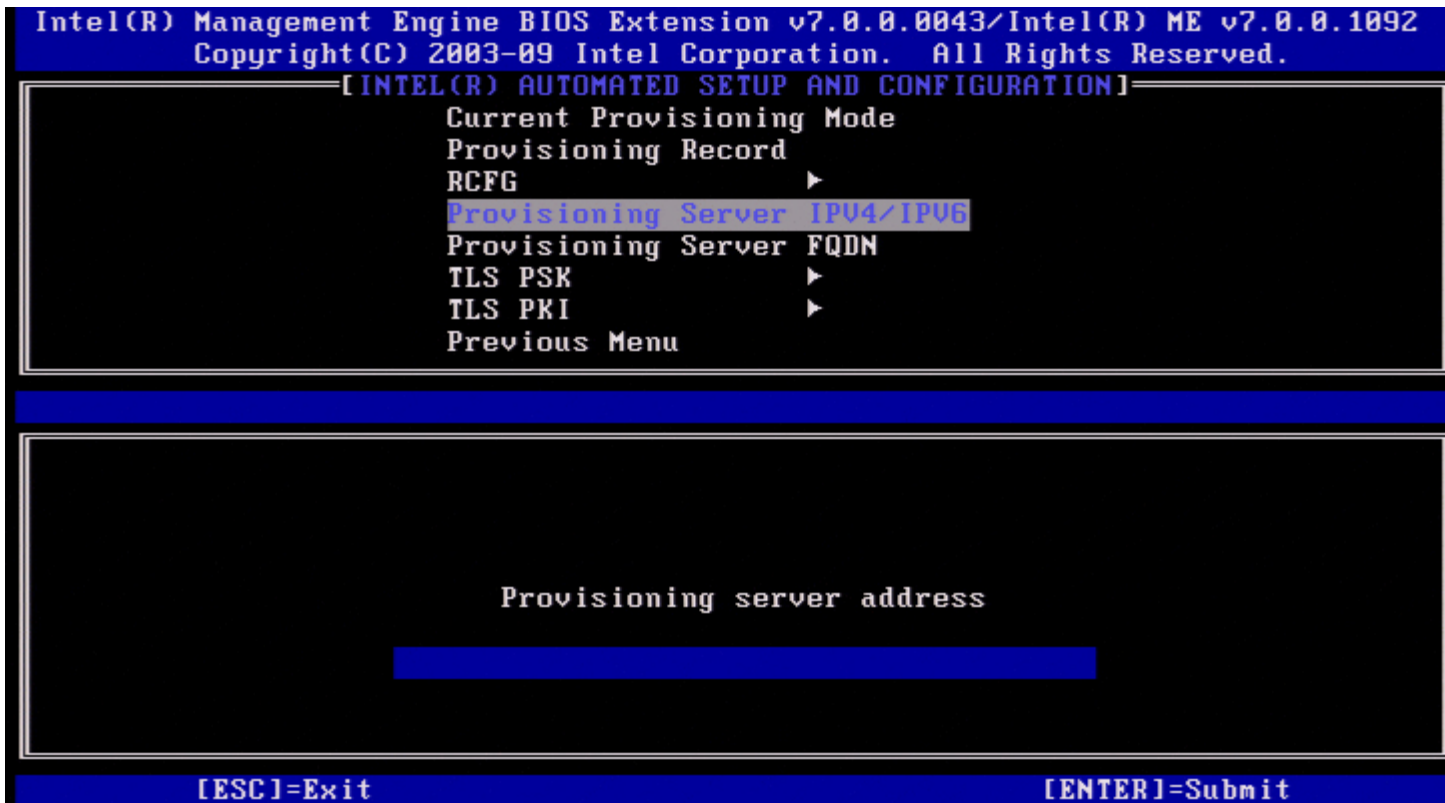 Intel(R) Management Engine BIOS Extension v7.0.0.0043/Intel(R) ME v7.0.0.1092
Copyright(C) 2003-09 Intel Corporation. All Rights Reserved.
[INTEL(R) AUTOMATED SETUP AND CONFIGURATION]
Current Provisioning Mode
Provisioning Record
RCFG ►
Provisioning Server IPV4/IPV6
Provisioning Server FQDN
TLS PSK ►
TLS PKI ►
Previous Menu
Provisioning server address
[ESC]=Exit [ENTER]=Submit